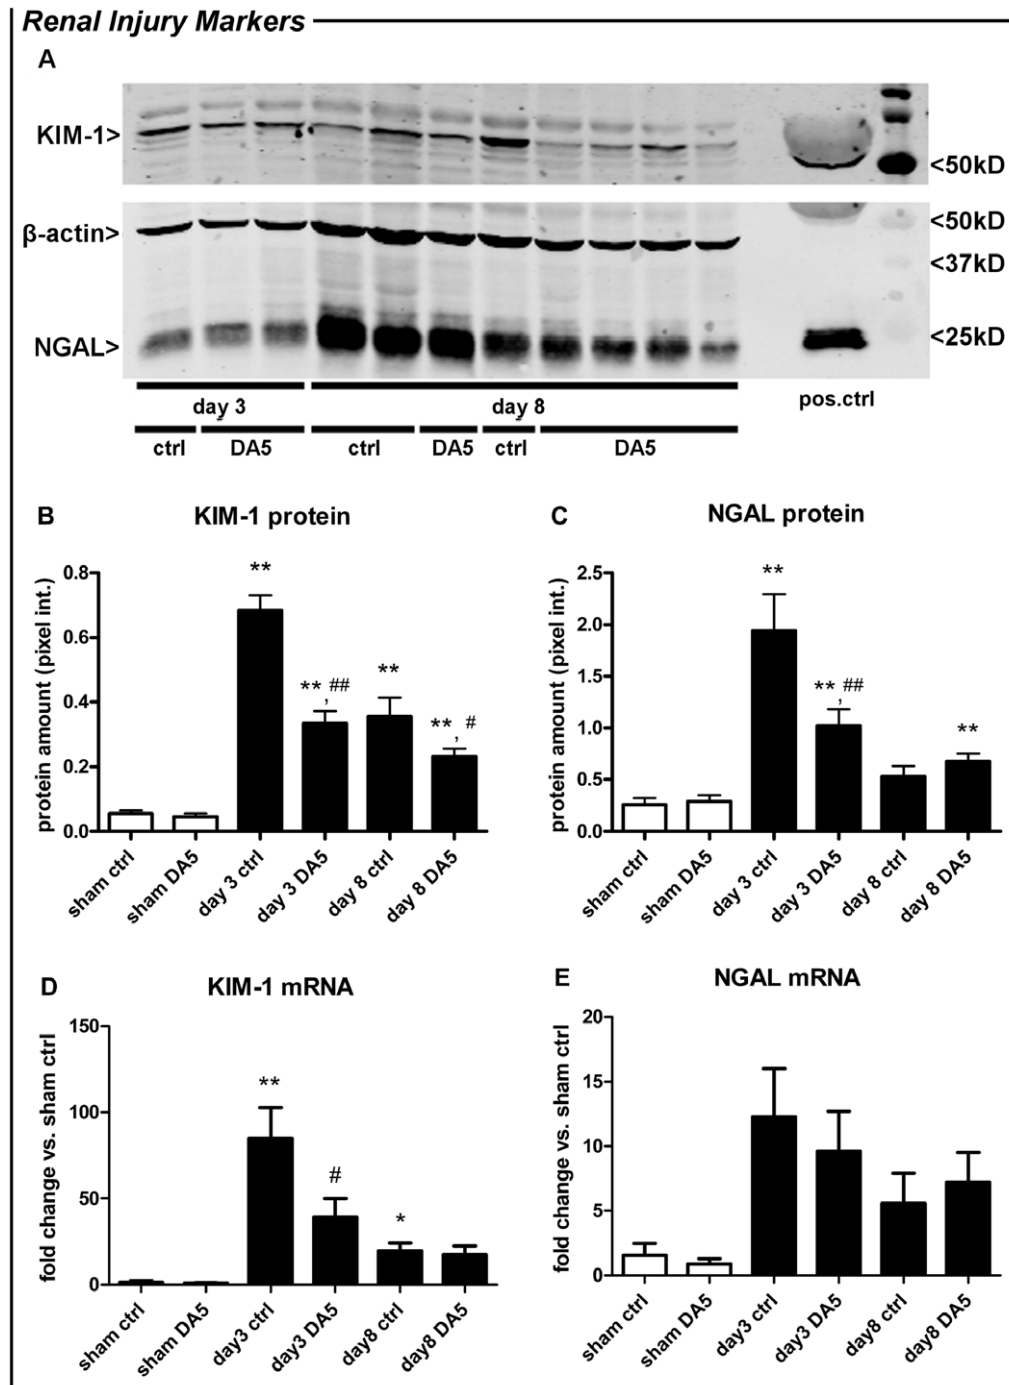 Renal Injury Markers
A
KIM-1>
<50kD
β-actin>
<50kD
<37kD
NGAL>
<25kD
day 3 day 8 pos.ctrl
ctrl DA5 ctrl DA5 ctrl DA5
B KIM-1 protein
protein amount (pixel int.)
0.8
0.6
0.4
0.2
0.0
**
**, ##
**
**, #
sham ctrl
sham DA5
day 3 ctrl
day 3 DA5
day 8 ctrl
day 8 DA5
C NGAL protein
protein amount (pixel int.)
2.5
2.0
1.5
1.0
0.5
0.0
**
**, ##
**
sham ctrl
sham DA5
day 3 ctrl
day 3 DA5
day 8 ctrl
day 8 DA5
D KIM-1 mRNA
fold change vs. sham ctrl
150
100
50
0
**
#
*
sham ctrl
sham DA5
day3 ctrl
day3 DA5
day8 ctrl
day8 DA5
E NGAL mRNA
fold change vs. sham ctrl
20
15
10
5
0
sham ctrl
sham DA5
day3 ctrl
day3 DA5
day8 ctrl
day8 DA5